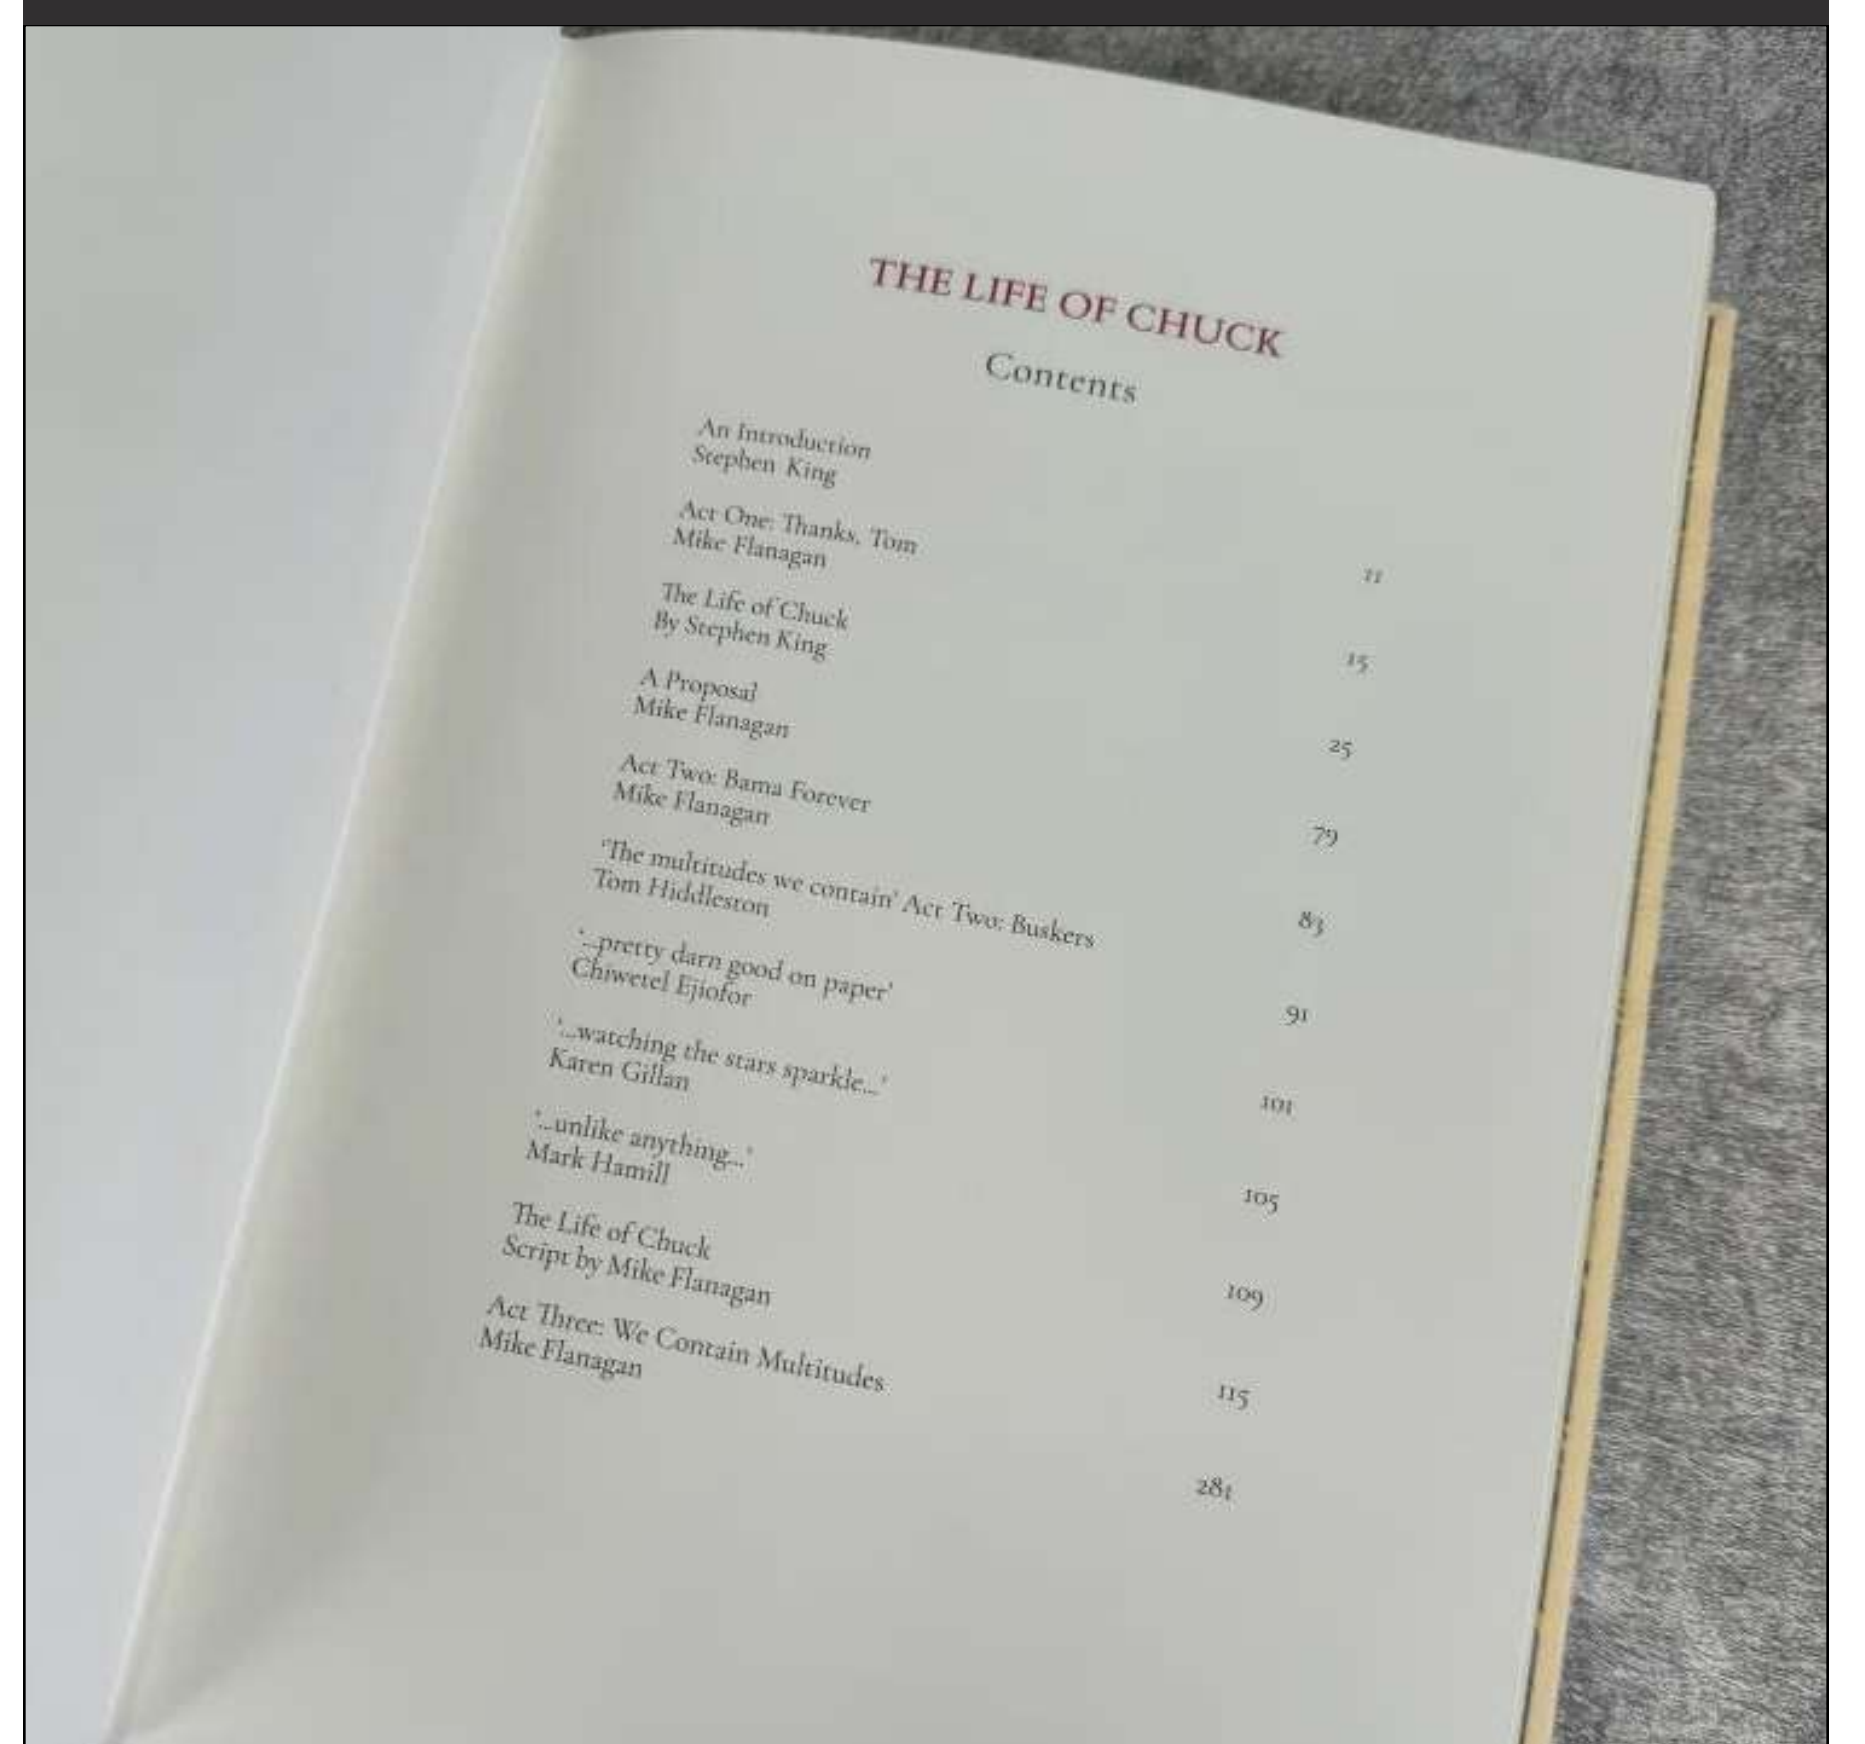 THE LIFE OF CHUCK
Contents
An Introduction
Stephen King 11
Act One: Thanks, Tom
Mike Flanagan 15
The Life of Chuck
By Stephen King 25
A Proposal
Mike Flanagan 79
Act Two: Bama Forever
Mike Flanagan 83
'The multitudes we contain' Act Two: Buskers
Tom Hiddleston 91
'...pretty darn good on paper'
Chiwetel Ejiofor 101
'...watching the stars sparkle...'
Karen Gillan 105
'...unlike anything...'
Mark Hamill 109
The Life of Chuck
Script by Mike Flanagan 115
Act Three: We Contain Multitudes
Mike Flanagan 281